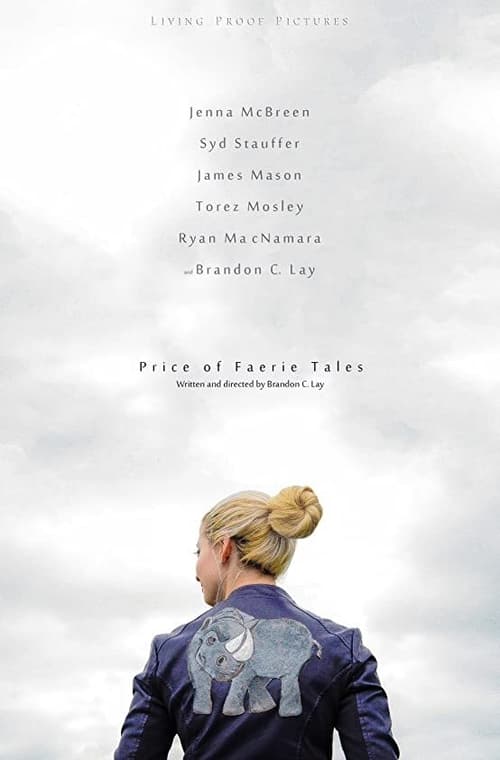 Living Proof Pictures
Jenna McBreen
Syd Stauffer
James Mason
Torez Mosley
Ryan MacNamara
and Brandon C. Lay
Price of Faerie Tales
Written and directed by Brandon C. Lay